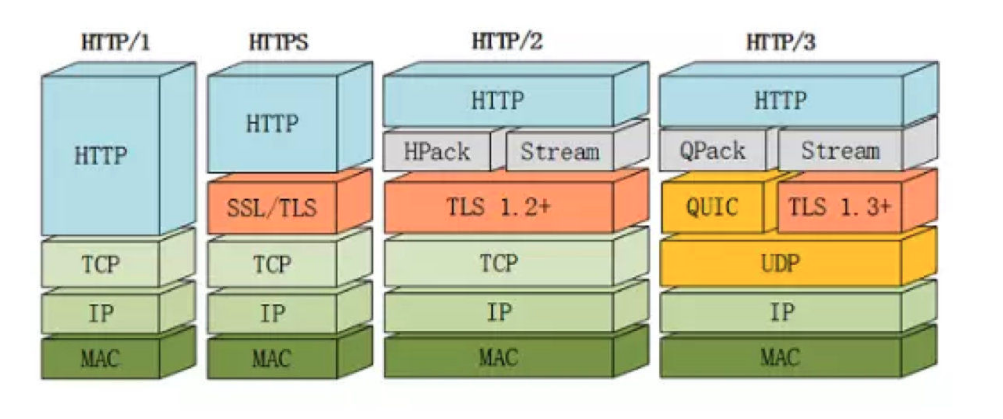 HTTP/1 HTTPS HTTP/2 HTTP/3
HTTP HTTP HTTP HTTP
HPack Stream QPack Stream
SSL/TLS TLS 1.2+ QUIC TLS 1.3+
TCP TCP TCP UDP
IP IP IP IP
MAC MAC MAC MAC